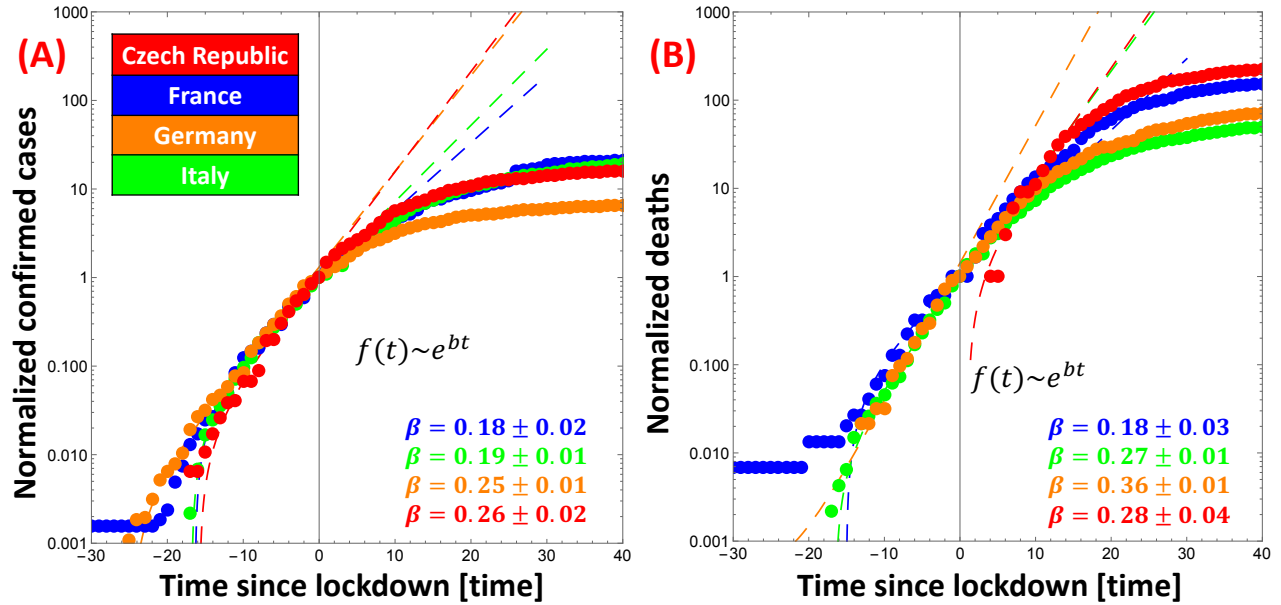 (A)
Czech Republic
France
Germany
Italy
Normalized confirmed cases
1000
100
10
1
0.100
0.010
0.001
f(t)~e^{bt}
β = 0.18 ± 0.02
β = 0.19 ± 0.01
β = 0.25 ± 0.01
β = 0.26 ± 0.02
−30 −20 −10 0 10 20 30 40
Time since lockdown [time]
(B)
Normalized deaths
1000
100
10
1
0.100
0.010
0.001
f(t)~e^{bt}
β = 0.18 ± 0.03
β = 0.27 ± 0.01
β = 0.36 ± 0.01
β = 0.28 ± 0.04
−30 −20 −10 0 10 20 30 40
Time since lockdown [time]